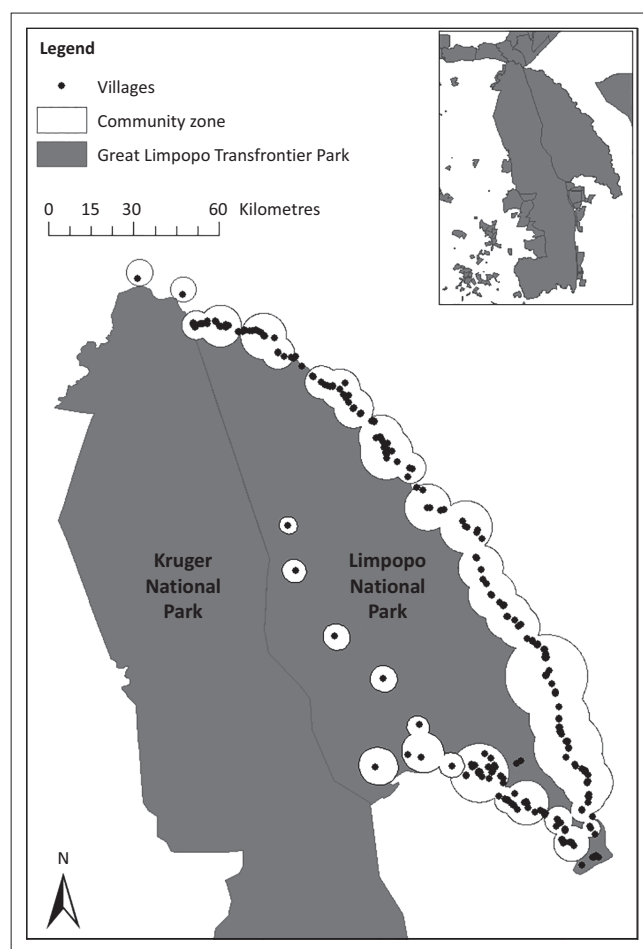 Legend
Villages
Community zone
Great Limpopo Transfrontier Park
0 15 30 60 Kilometres
Kruger
National
Park
Limpopo
National
Park
N